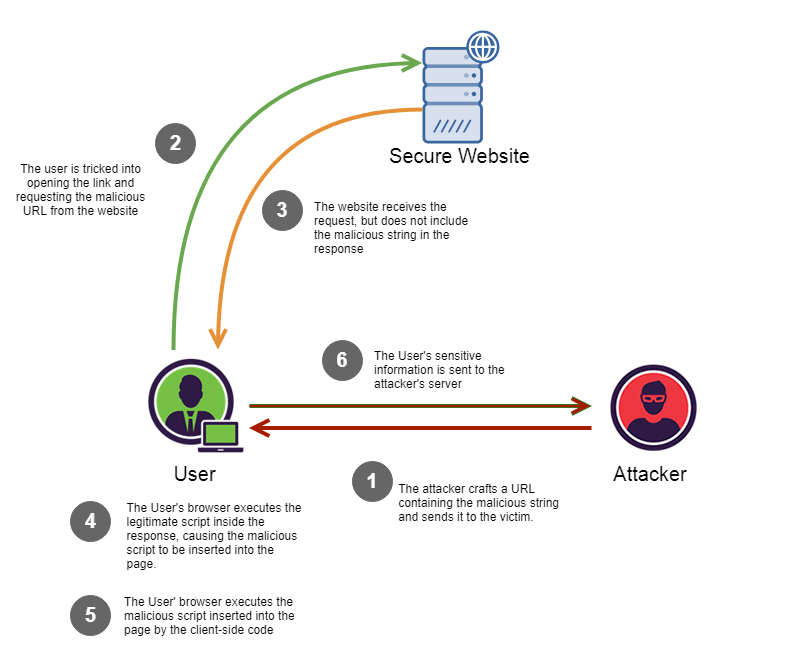 Secure Website
2
The user is tricked into
opening the link and
requesting the malicious
URL from the website
3
The website receives the
request, but does not include
the malicious string in the
response
6
The User's sensitive
information is sent to the
attacker's server
User
Attacker
1
The attacker crafts a URL
containing the malicious string
and sends it to the victim.
4
The User's browser executes the
legitimate script inside the
response, causing the malicious
script to be inserted into the
page.
5
The User' browser executes the
malicious script inserted into the
page by the client-side code